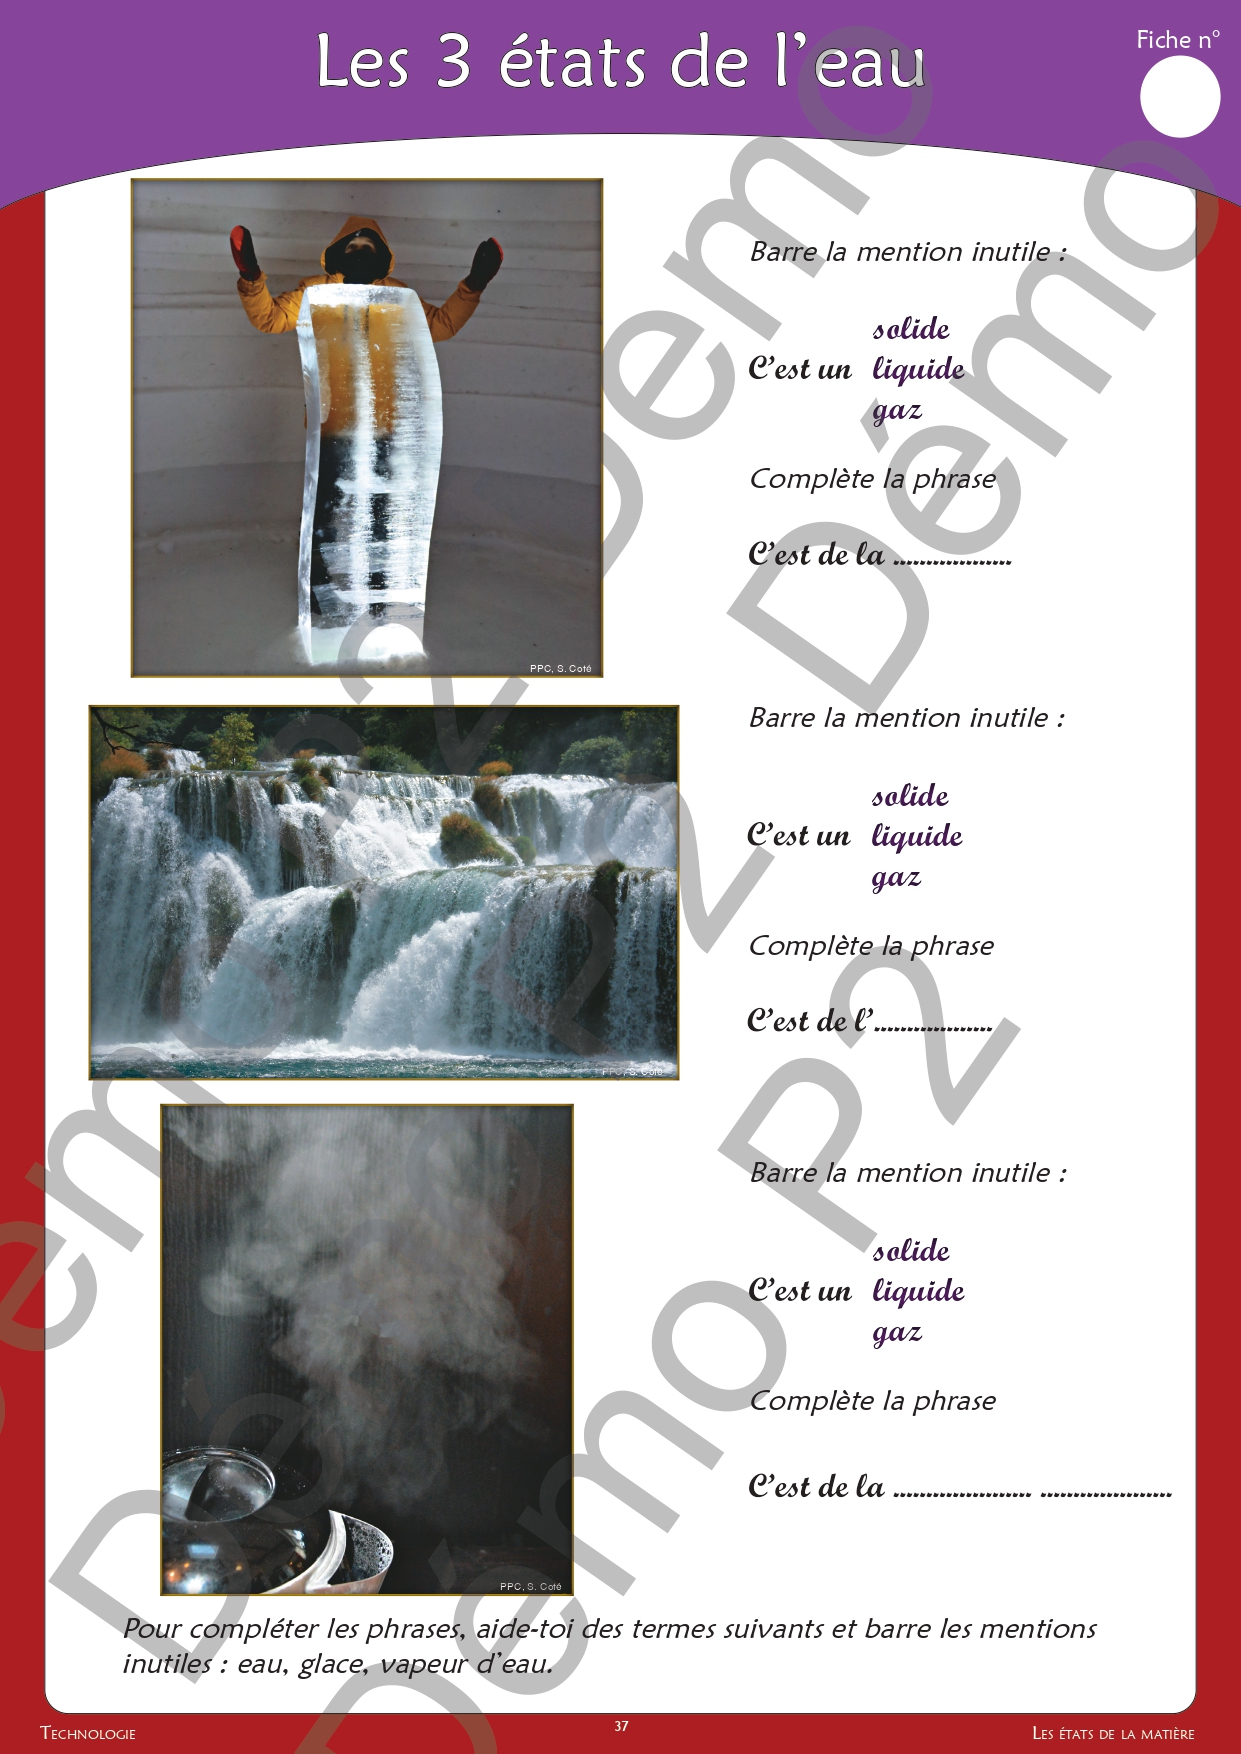 Les 3 états de l'eau
Fiche n°
Barre la mention inutile :
solide
C'est un liquide
gaz
Complète la phrase
C'est de la ..................
PPC, S. Coté
Barre la mention inutile :
solide
C'est un liquide
gaz
Complète la phrase
C'est de l'..................
PPC, S. Coté
Barre la mention inutile :
solide
C'est un liquide
gaz
Complète la phrase
C'est de la ..................... ....................
PPC, S. Coté
Pour compléter les phrases, aide-toi des termes suivants et barre les mentions
inutiles : eau, glace, vapeur d'eau.
Technologie
37
Les états de la matière
Démo P2
Démo P2
Démo P2
Démo